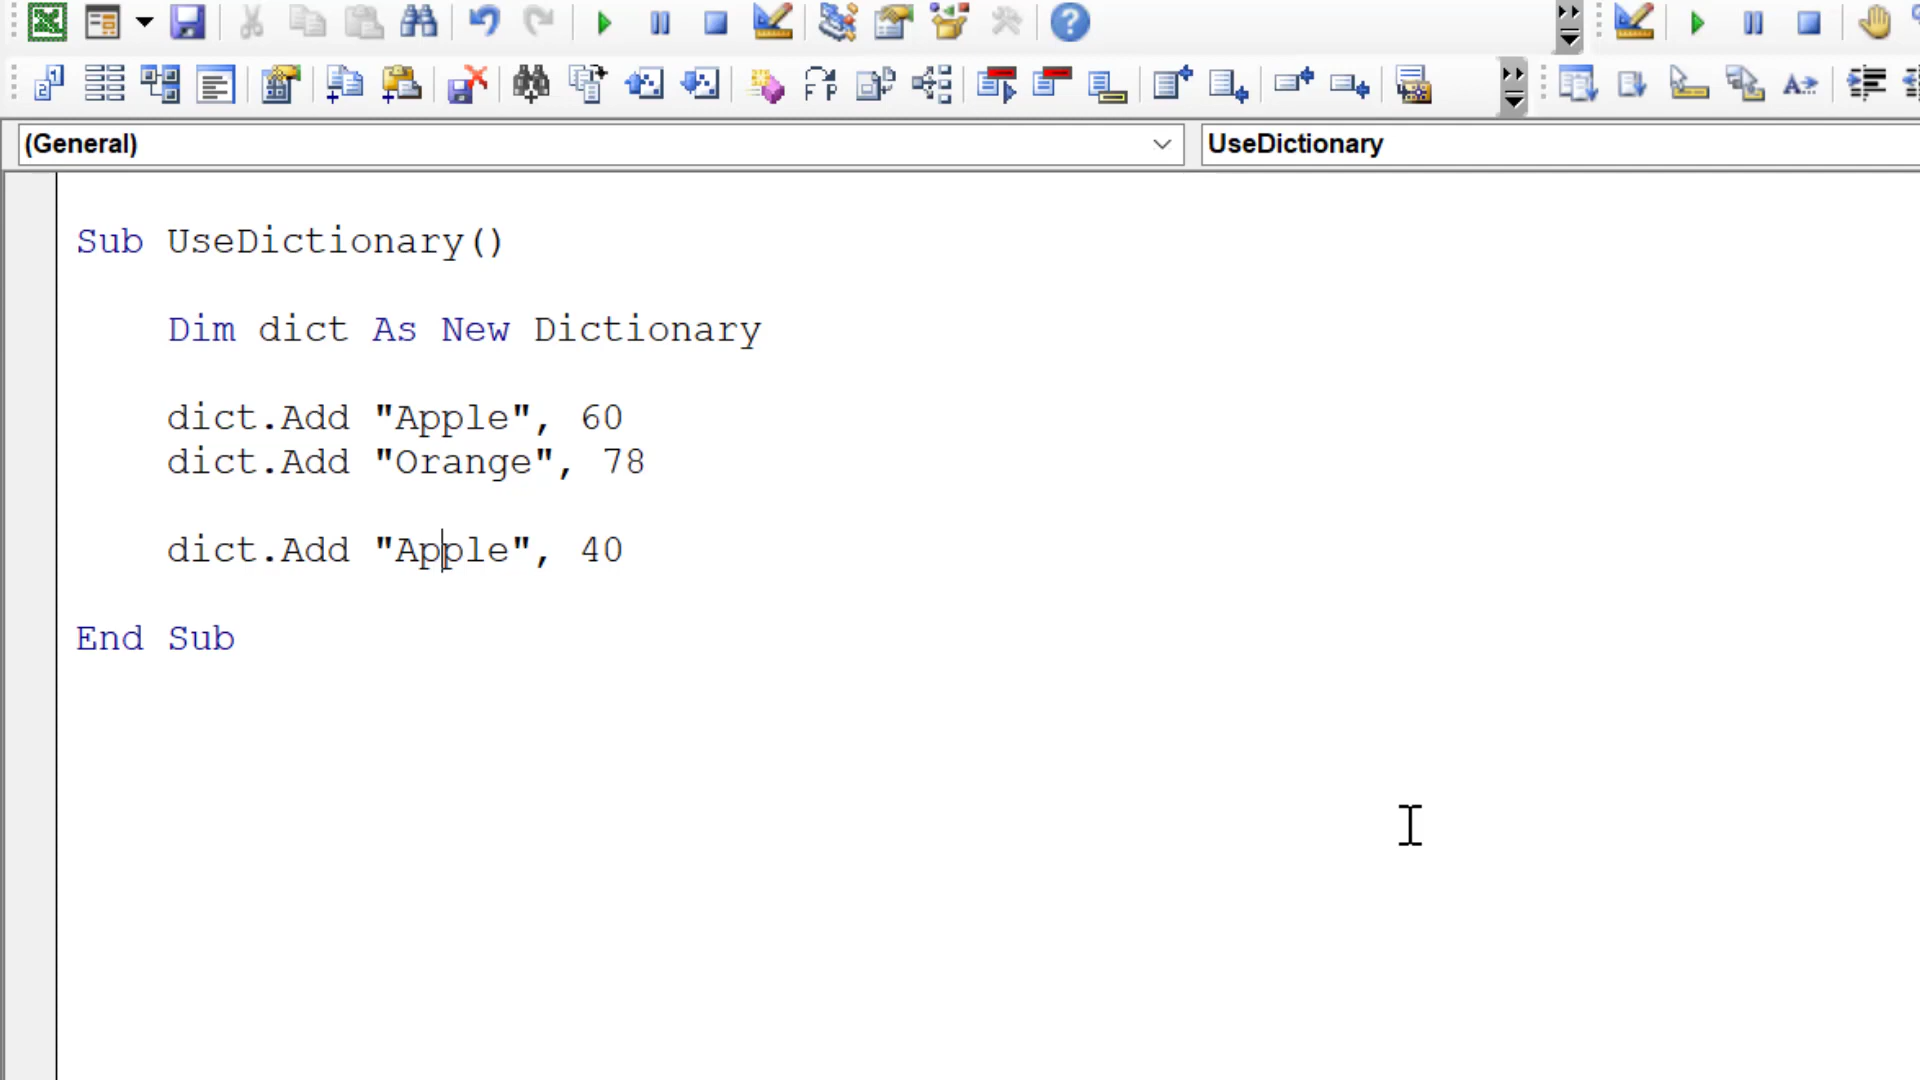 (General)
UseDictionary
Sub UseDictionary()
Dim dict As New Dictionary
dict.Add "Apple", 60
dict.Add "Orange", 78
dict.Add "Apple", 40
End Sub